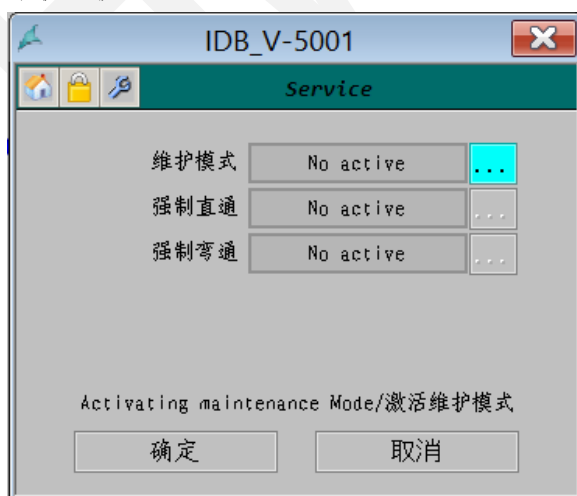 IDB_V-5001
Service
维护模式 No active ...
强制直通 No active ...
强制弯通 No active ...
Activating maintenance Mode/激活维护模式
确定 取消